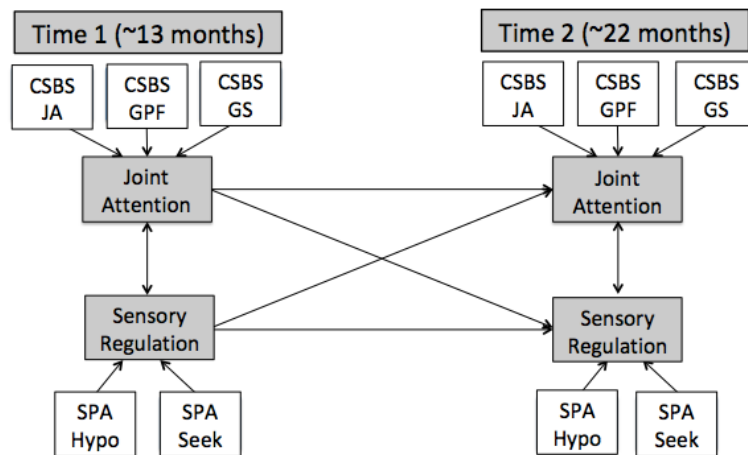 Time 1 (~13 months)
Time 2 (~22 months)
CSBS
JA
CSBS
GPF
CSBS
GS
CSBS
JA
CSBS
GPF
CSBS
GS
Joint
Attention
Joint
Attention
Sensory
Regulation
Sensory
Regulation
SPA
Hypo
SPA
Seek
SPA
Hypo
SPA
Seek